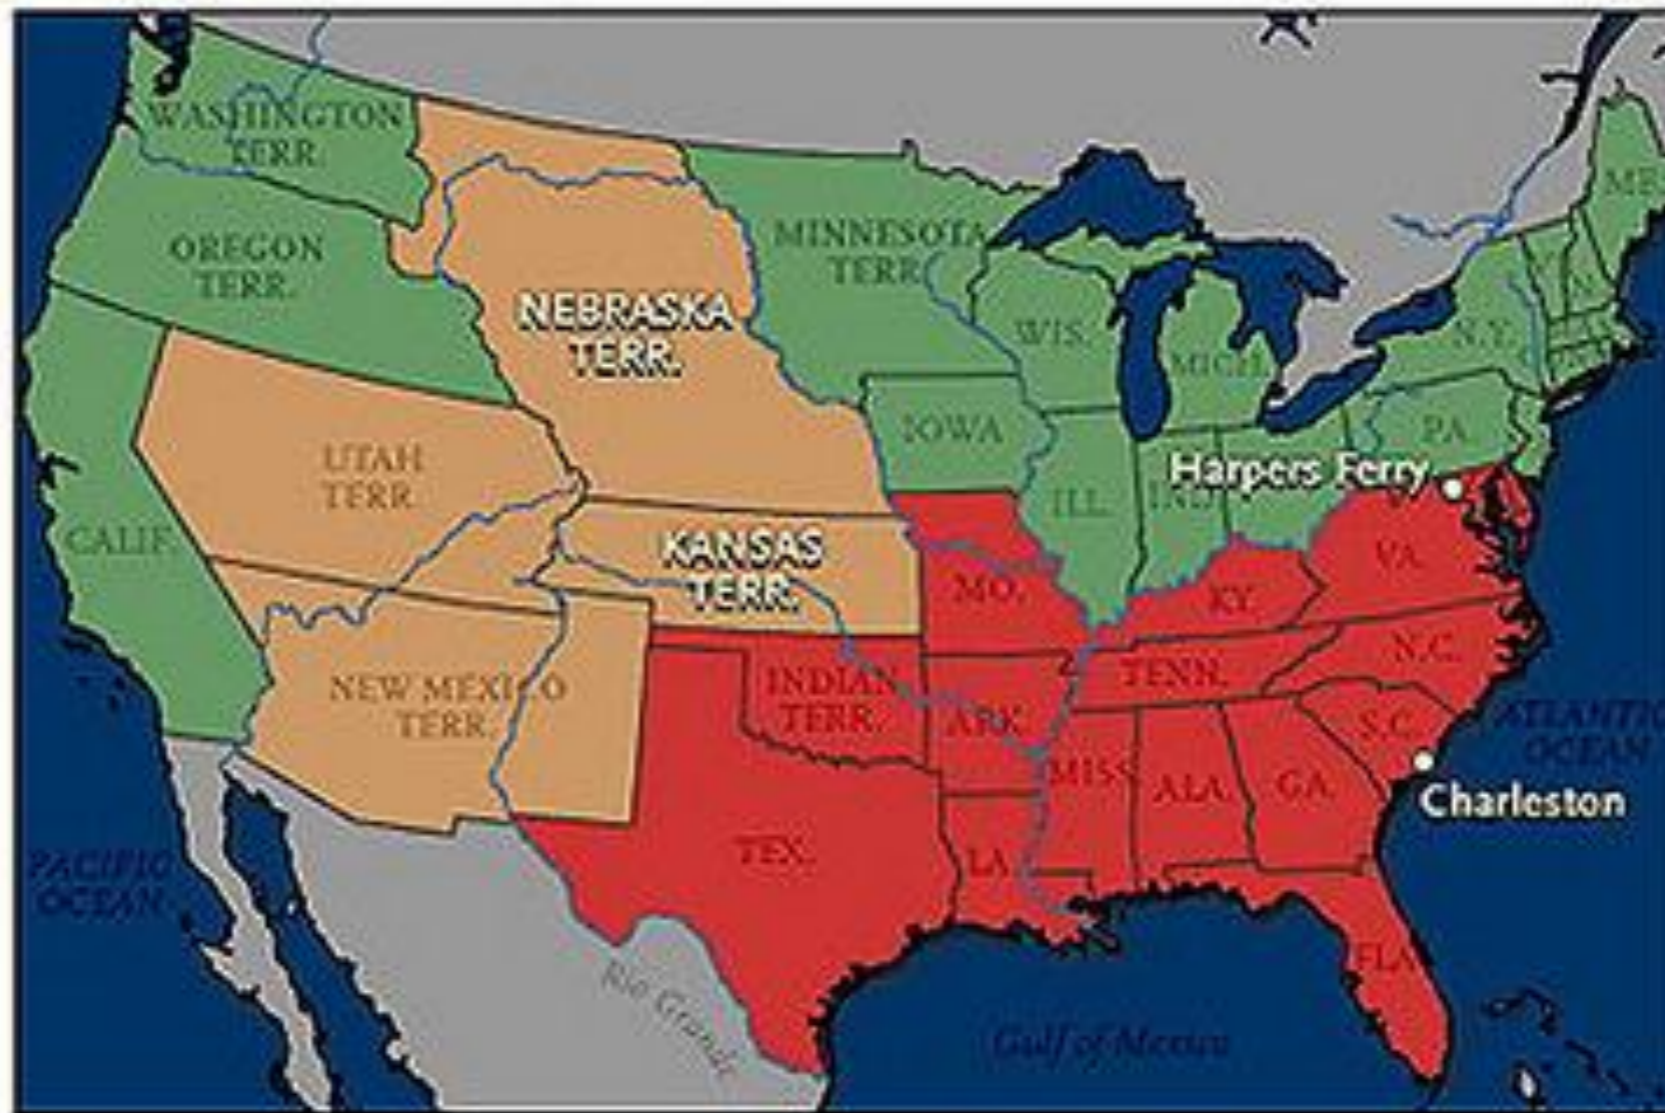 WASHINGTON
TERR.
OREGON
TERR.
NEBRASKA
TERR.
MINNESOTA
TERR.
WIS.
MICH.
N.Y.
ME.
UTAH
TERR.
IOWA
ILL.
IND.
PA.
Harpers Ferry
CALIF.
KANSAS
TERR.
MO.
KY.
VA.
NEW MEXICO
TERR.
INDIAN
TERR.
ARK.
TENN.
N.C.
S.C.
MISS.
ALA.
GA.
Charleston
ATLANTIC
OCEAN
TEX.
LA.
FLA.
PACIFIC
OCEAN
Rio Grande
Gulf of Mexico